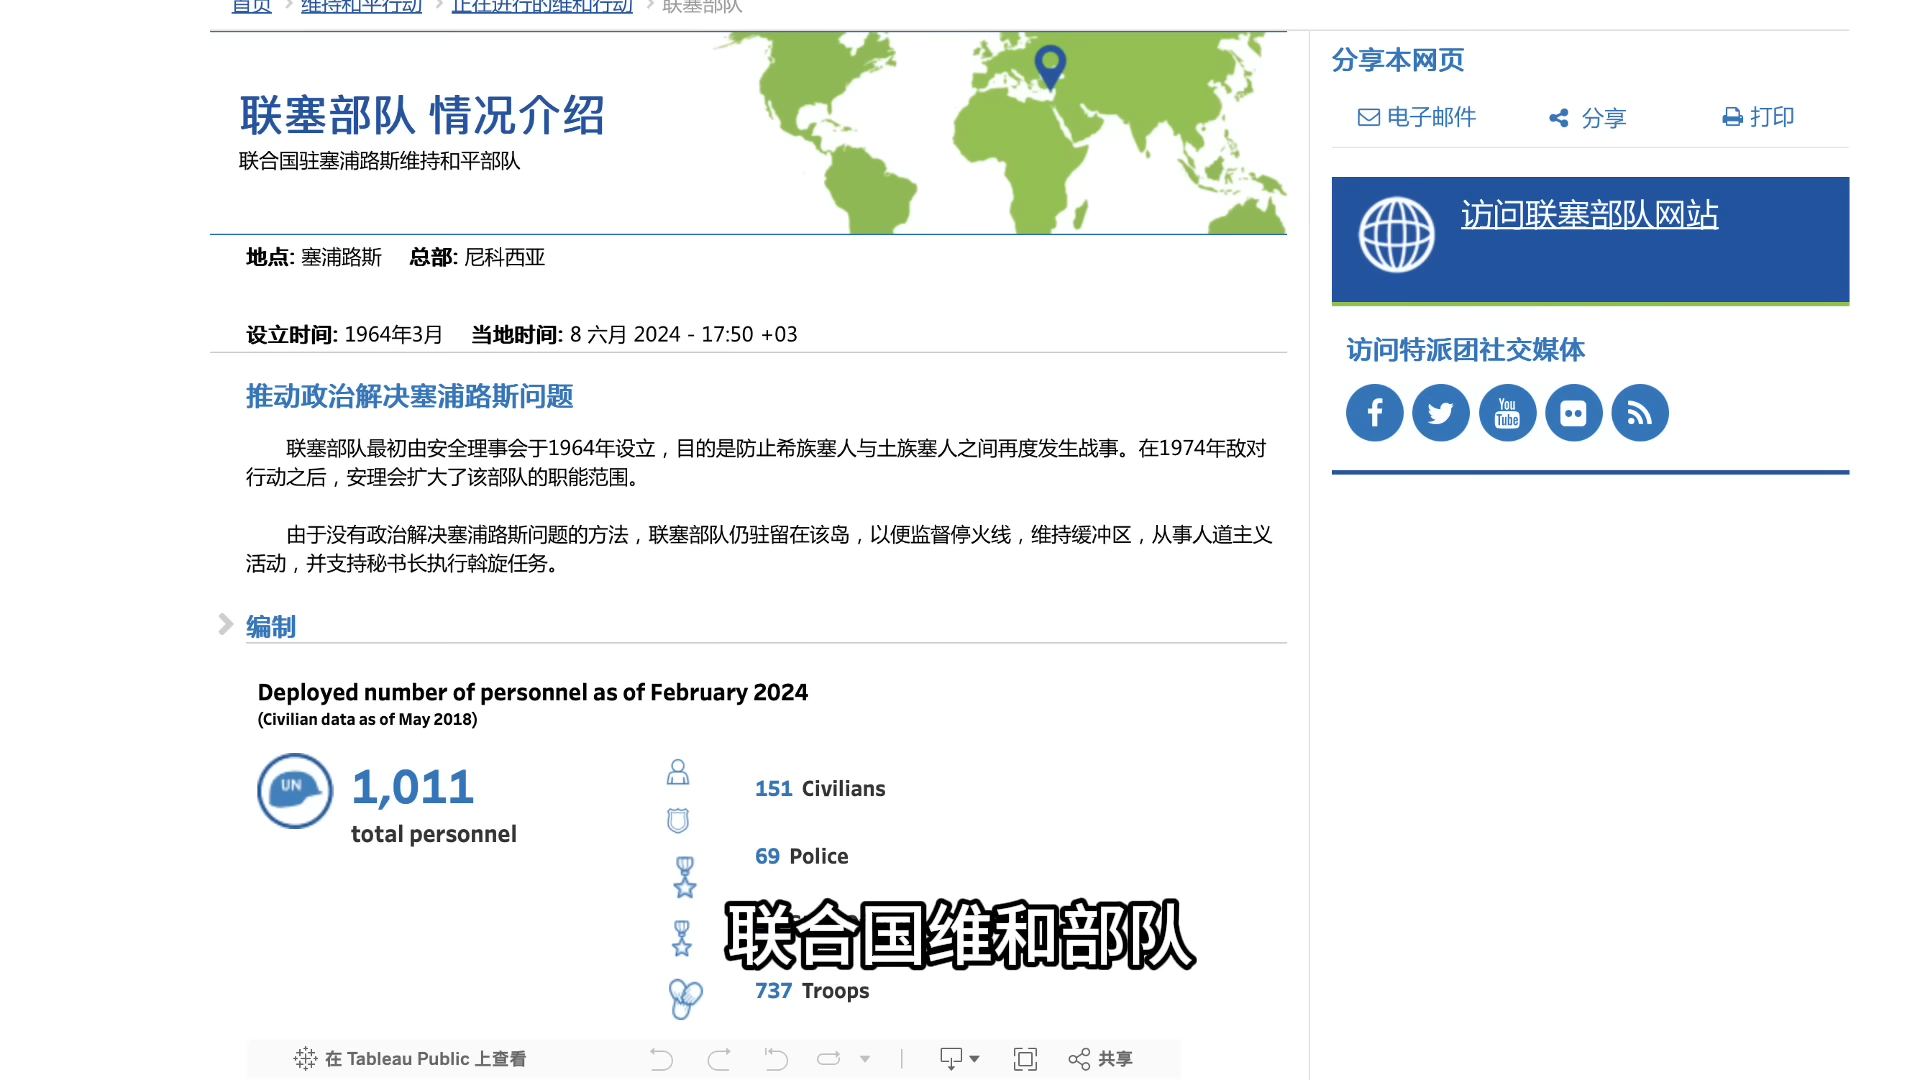 首页 维持和平行动 正在进行的维和行动 联塞部队
联塞部队 情况介绍
联合国驻塞浦路斯维持和平部队
地点: 塞浦路斯 总部: 尼科西亚
设立时间: 1964年3月 当地时间: 8 六月 2024 - 17:50 +03
推动政治解决塞浦路斯问题
联塞部队最初由安全理事会于1964年设立，目的是防止希族塞人与土族塞人之间再度发生战事。在1974年敌对
行动之后，安理会扩大了该部队的职能范围。
由于没有政治解决塞浦路斯问题的方法，联塞部队仍驻留在该岛，以便监督停火线，维持缓冲区，从事人道主义
活动，并支持秘书长执行斡旋任务。
编制
Deployed number of personnel as of February 2024
(Civilian data as of May 2018)
UN
1,011
total personnel
151 Civilians
69 Police
联合国维和部队
737 Troops
在 Tableau Public 上查看
共享
分享本网页
电子邮件 分享 打印
访问联塞部队网站
访问特派团社交媒体
You
Tube